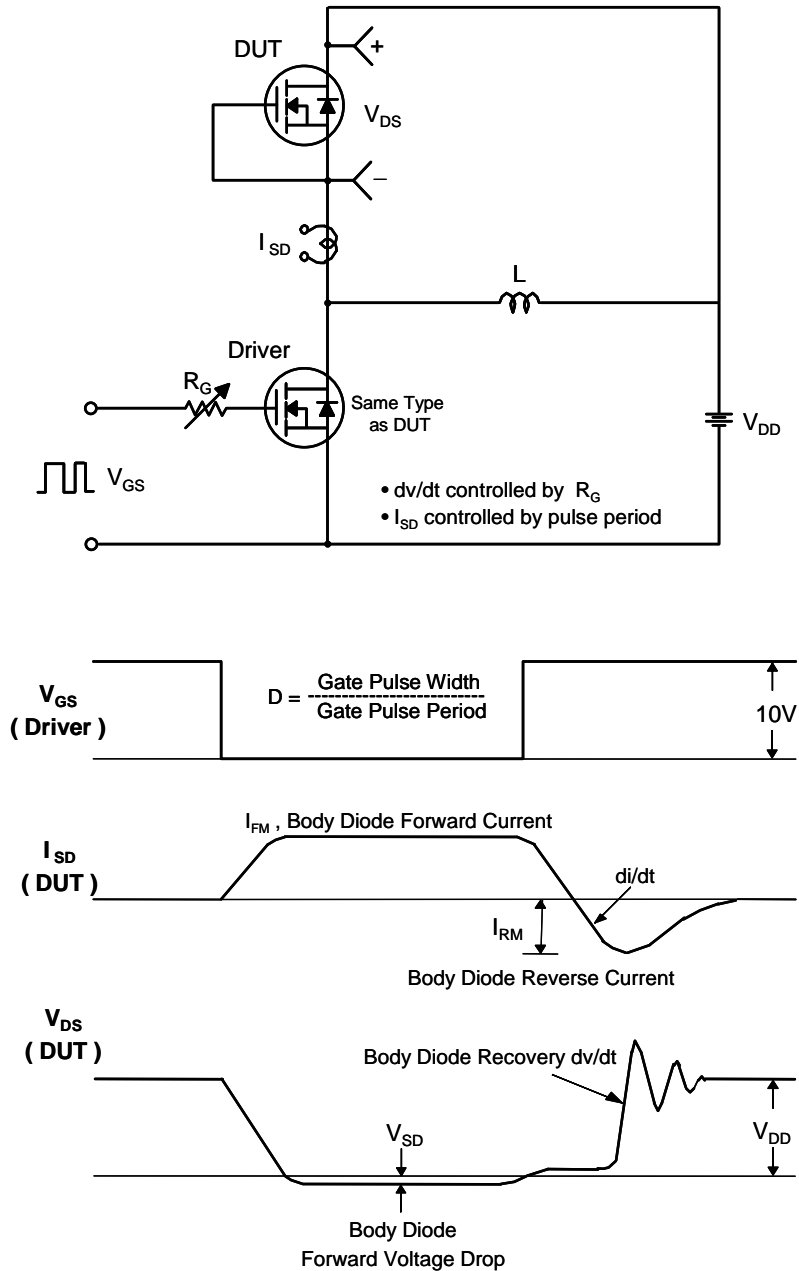 DUT
+
V_DS
−
I_SD
L
Driver
R_G
Same Type
as DUT
V_DD
V_GS
• dv/dt controlled by R_G
• I_SD controlled by pulse period
V_GS
( Driver )
D = Gate Pulse Width
Gate Pulse Period
10V
I_FM , Body Diode Forward Current
I_SD
( DUT )
di/dt
I_RM
Body Diode Reverse Current
V_DS
( DUT )
Body Diode Recovery dv/dt
V_SD
V_DD
Body Diode
Forward Voltage Drop